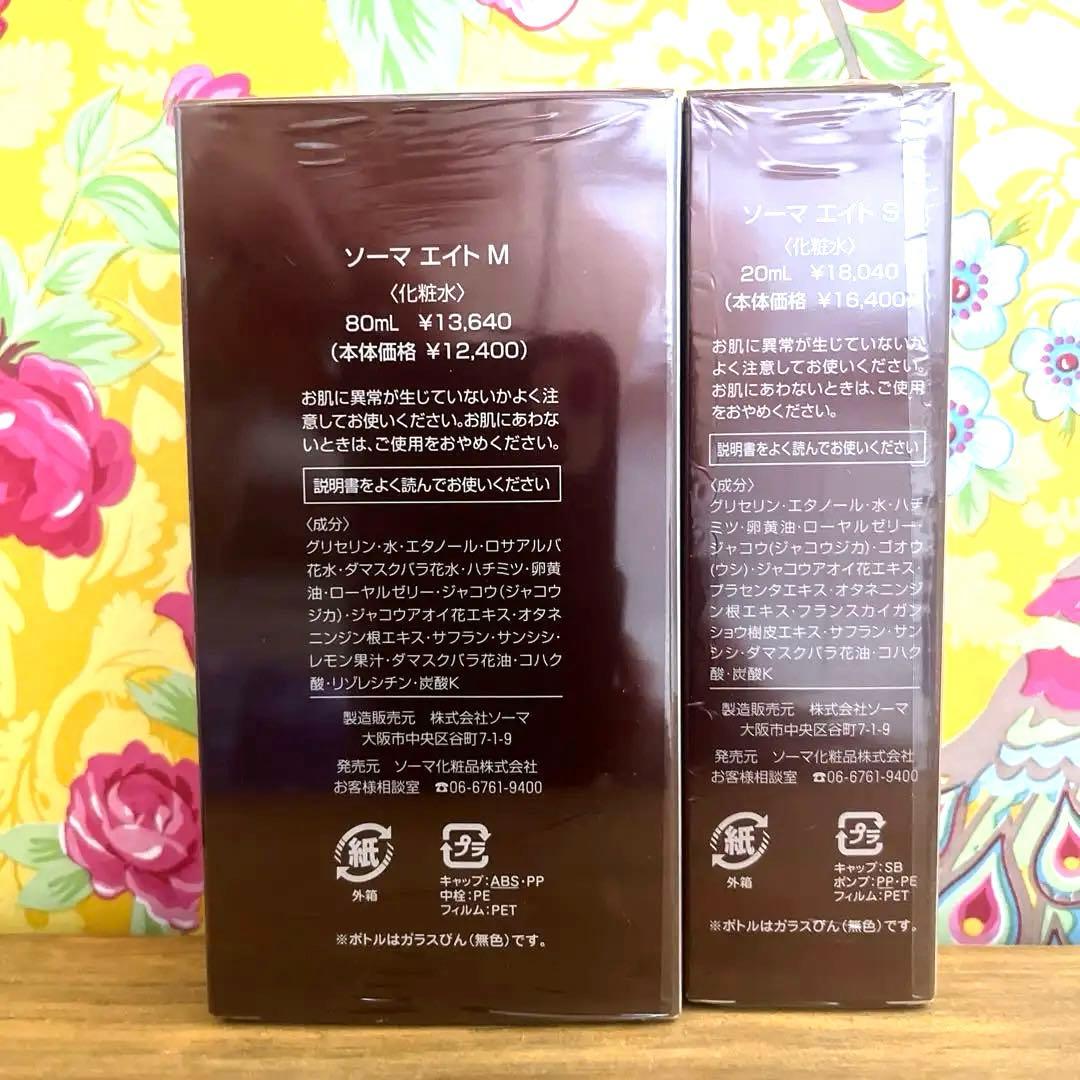 ソーマ エイト M
〈化粧水〉
80mL ¥13,640
(本体価格 ¥12,400)
お肌に異常が生じていないかよく注
意してお使いください。お肌にあわな
いときは、ご使用をおやめください。
説明書をよく読んでお使いください
〈成分〉
グリセリン・水・エタノール・ロサアルバ
花水・ダマスクバラ花水・ハチミツ・卵黄
油・ローヤルゼリー・ジャコウ(ジャコウ
ジカ)・ジャコウアオイ花エキス・オタネ
ニンジン根エキス・サフラン・サンシシ・
レモン果汁・ダマスクバラ花油・コハク
酸・リゾレシチン・炭酸K
製造販売元 株式会社ソーマ
大阪市中央区谷町7-1-9
発売元 ソーマ化粧品株式会社
お客様相談室 ☎06-6761-9400
紙
外箱
プラ
キャップ:ABS・PP
中栓:PE
フィルム:PET
※ボトルはガラスびん(無色)です。
ソーマ エイト S
〈化粧水〉
20mL ¥18,040
(本体価格 ¥16,400)
お肌に異常が生じていないか
よく注意してお使いください。
お肌にあわないときは、ご使用
をおやめください。
説明書をよく読んでお使いください
〈成分〉
グリセリン・エタノール・水・ハチ
ミツ・卵黄油・ローヤルゼリー・
ジャコウ(ジャコウジカ)・ゴオウ
(ウシ)・ジャコウアオイ花エキス・
プラセンタエキス・オタネニンジ
ン根エキス・フランスカイガン
ショウ樹皮エキス・サフラン・サン
シシ・ダマスクバラ花油・コハク
酸・炭酸K
製造販売元 株式会社ソーマ
大阪市中央区谷町7-1-9
発売元 ソーマ化粧品株式会社
お客様相談室 ☎06-6761-9400
紙
外箱
プラ
キャップ:SB
ポンプ:PP・PE
フィルム:PET
※ボトルはガラスびん(無色)です。